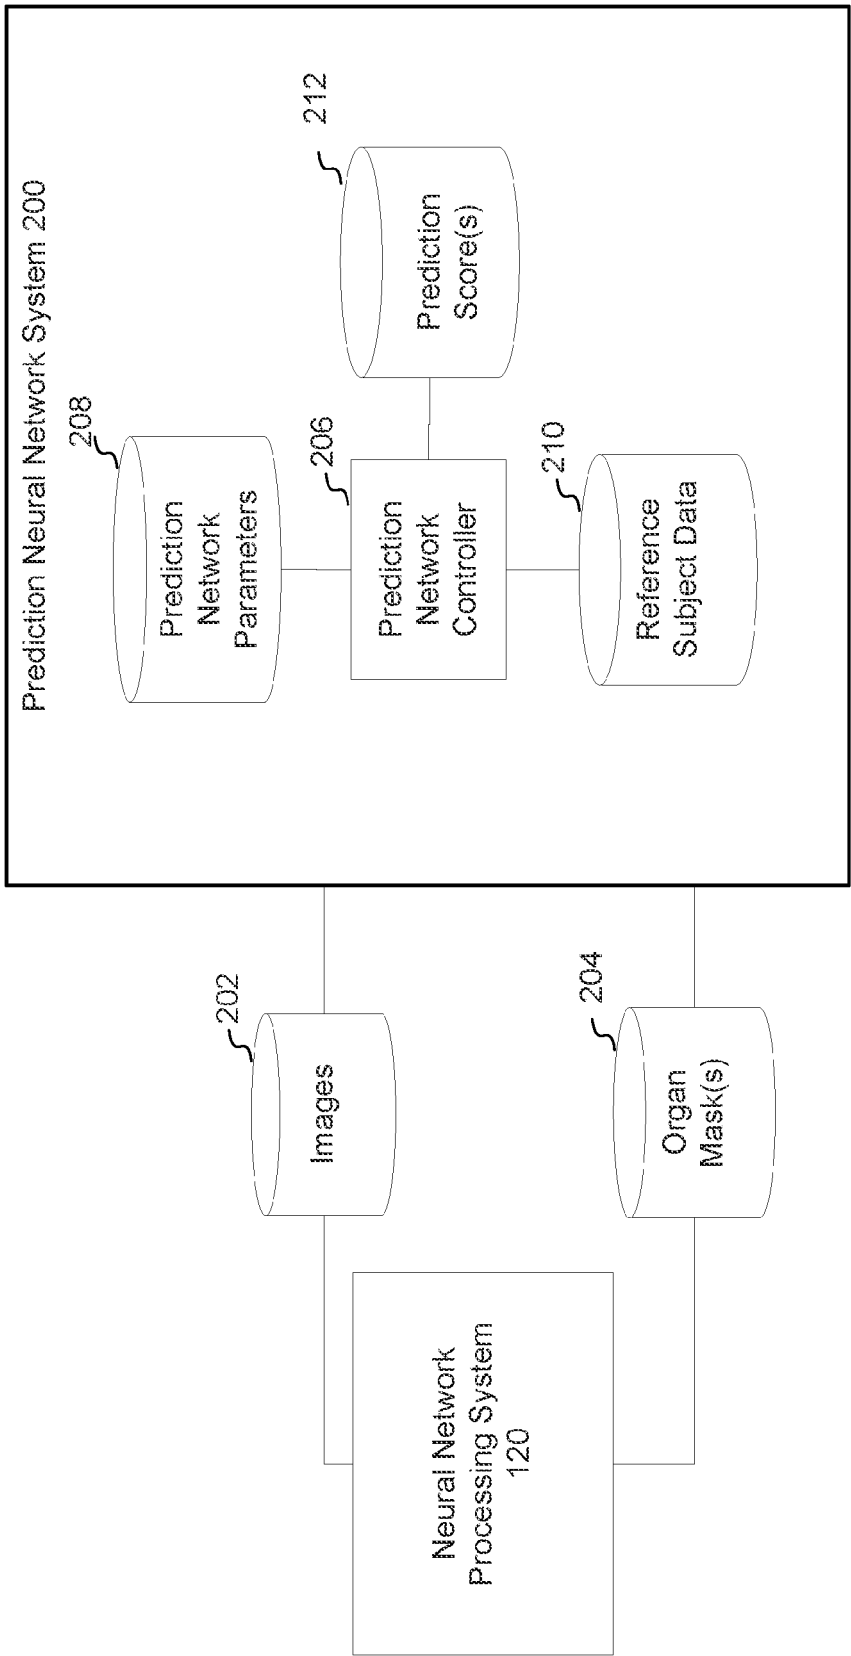 Prediction Neural Network System 200
208
Prediction
Network
Parameters
202
Images
206
Prediction
Network
Controller
212
Prediction
Score(s)
Neural Network
Processing System
120
204
Organ
Mask(s)
210
Reference
Subject Data